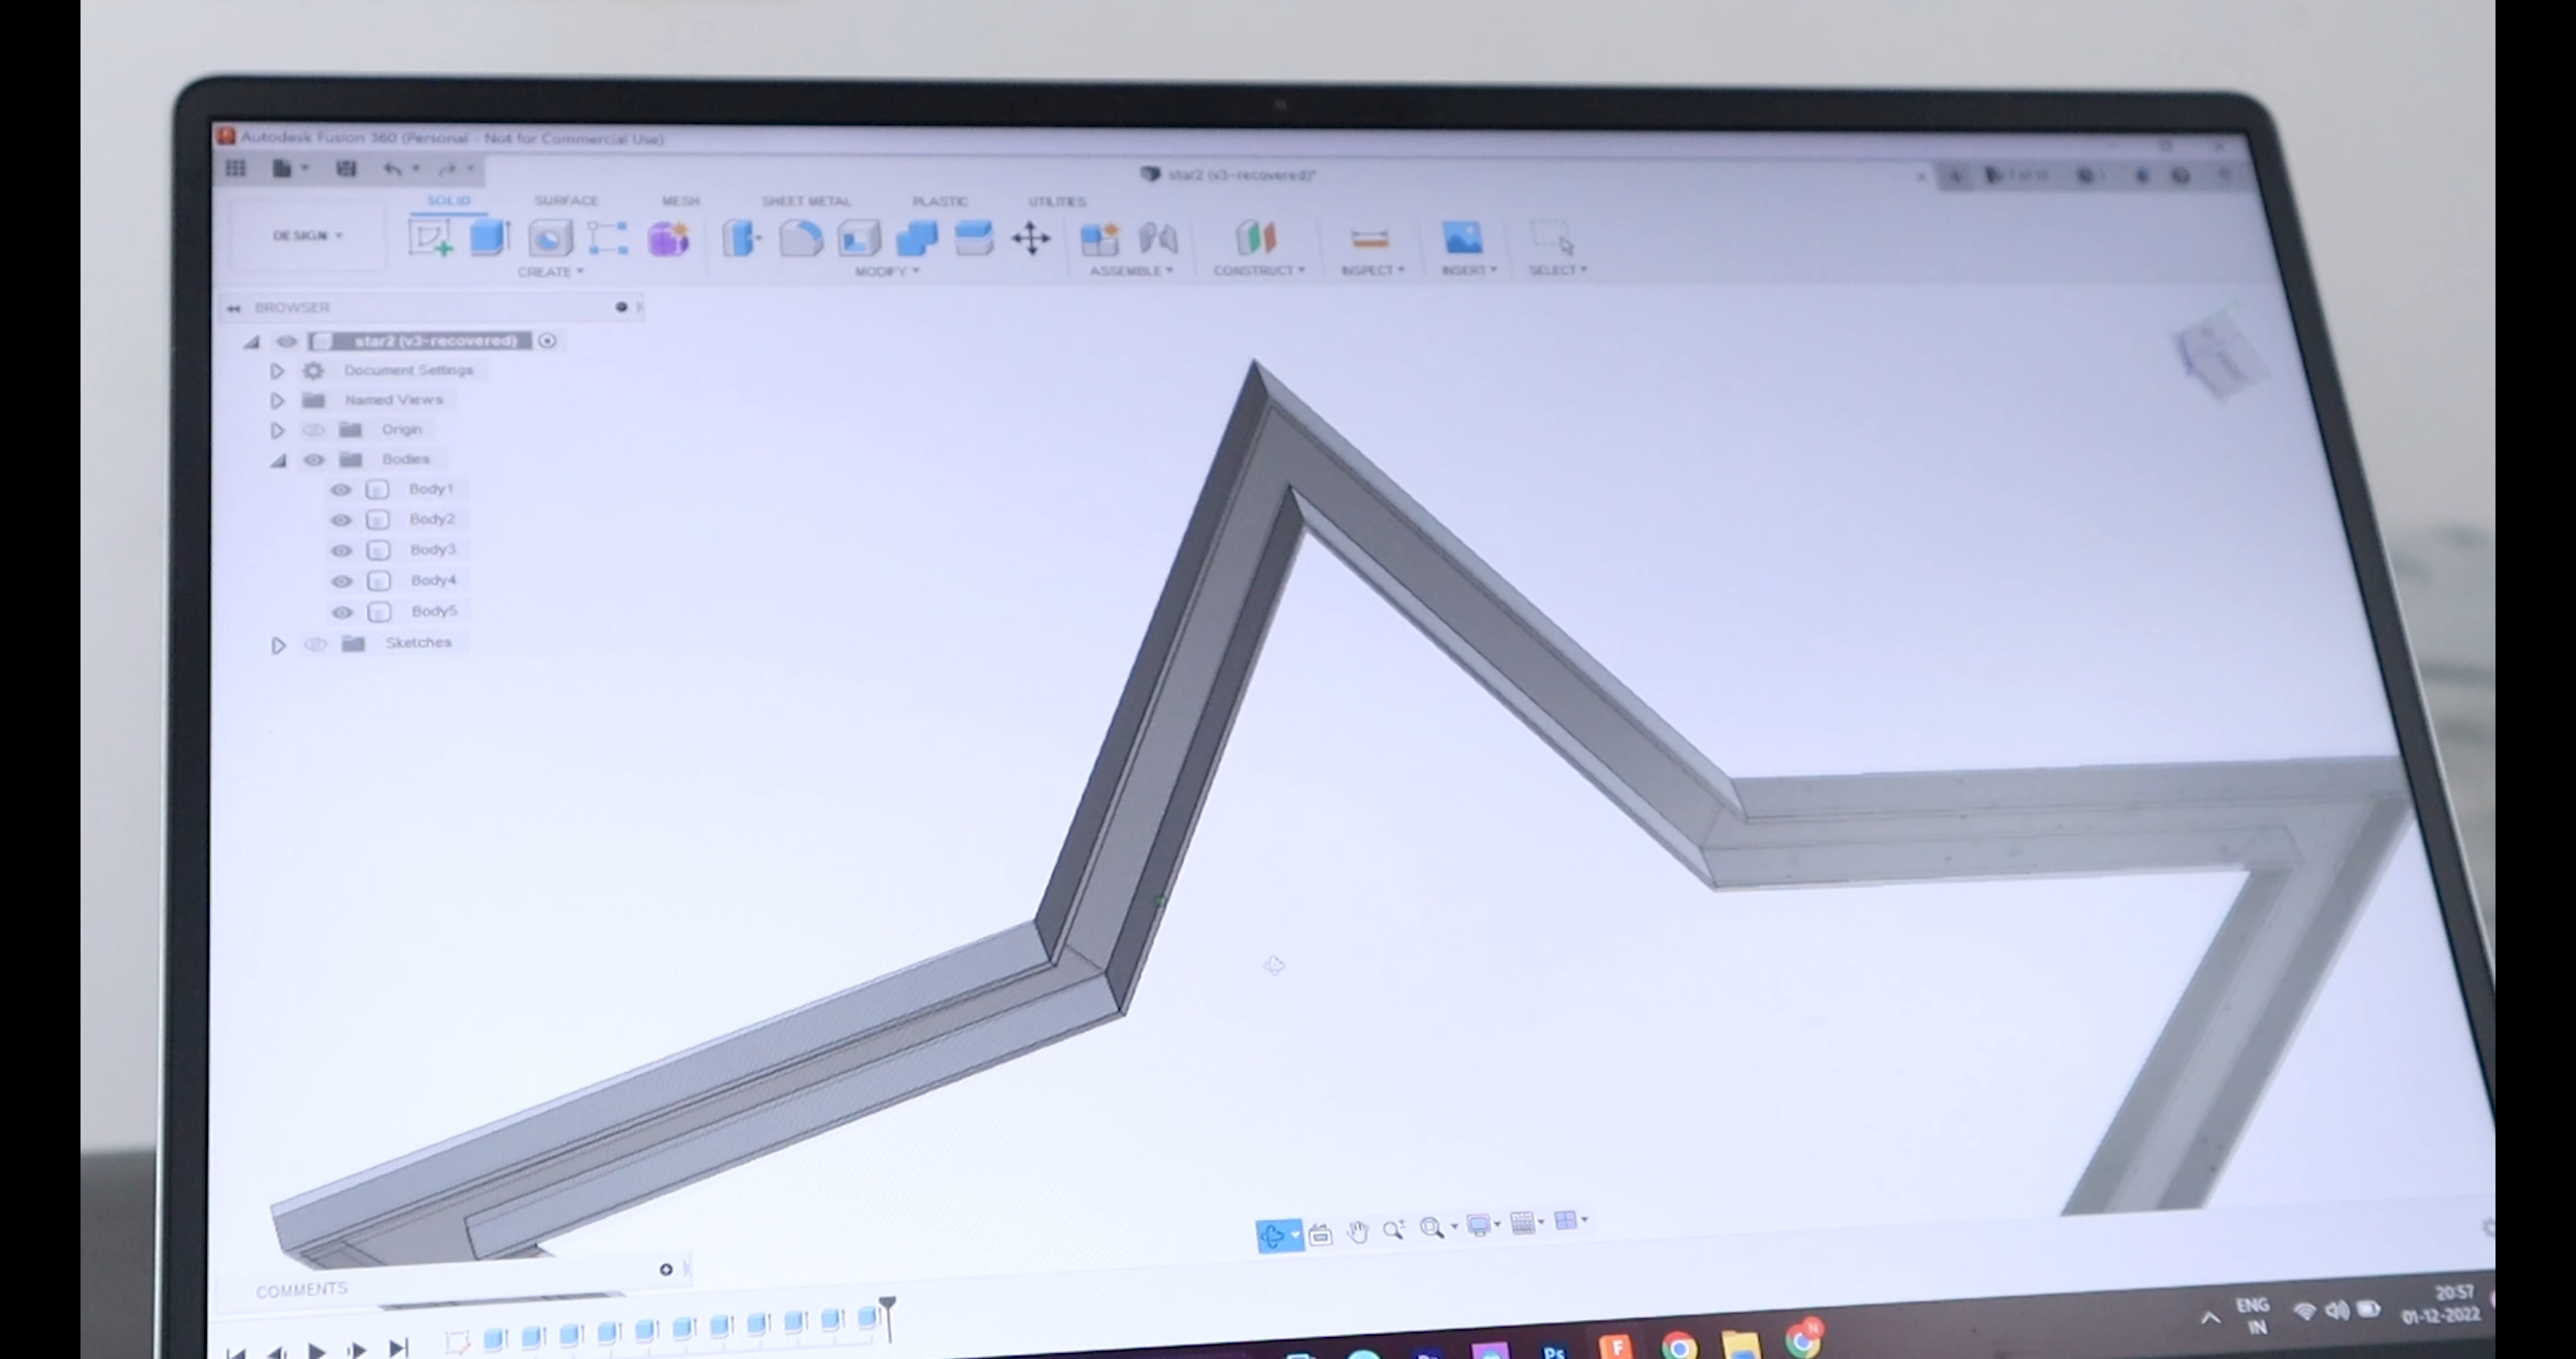 Autodesk Fusion 360 (Personal - Not for Commercial Use)
star2 (v3~recovered)*
SOLID SURFACE MESH SHEET METAL PLASTIC UTILITIES
DESIGN
CREATE MODIFY ASSEMBLE CONSTRUCT INSPECT INSERT SELECT
BROWSER
star2 (v3~recovered)
Document Settings
Named Views
Origin
Bodies
Body1
Body2
Body3
Body4
Body5
Sketches
COMMENTS
Ps F N
ENG
IN
20:57
01-12-2022